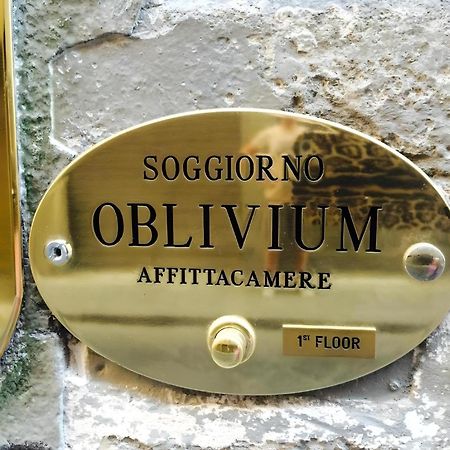 SOGGIORNO
OBLIVIUM
AFFITTACAMERE
1ST FLOOR